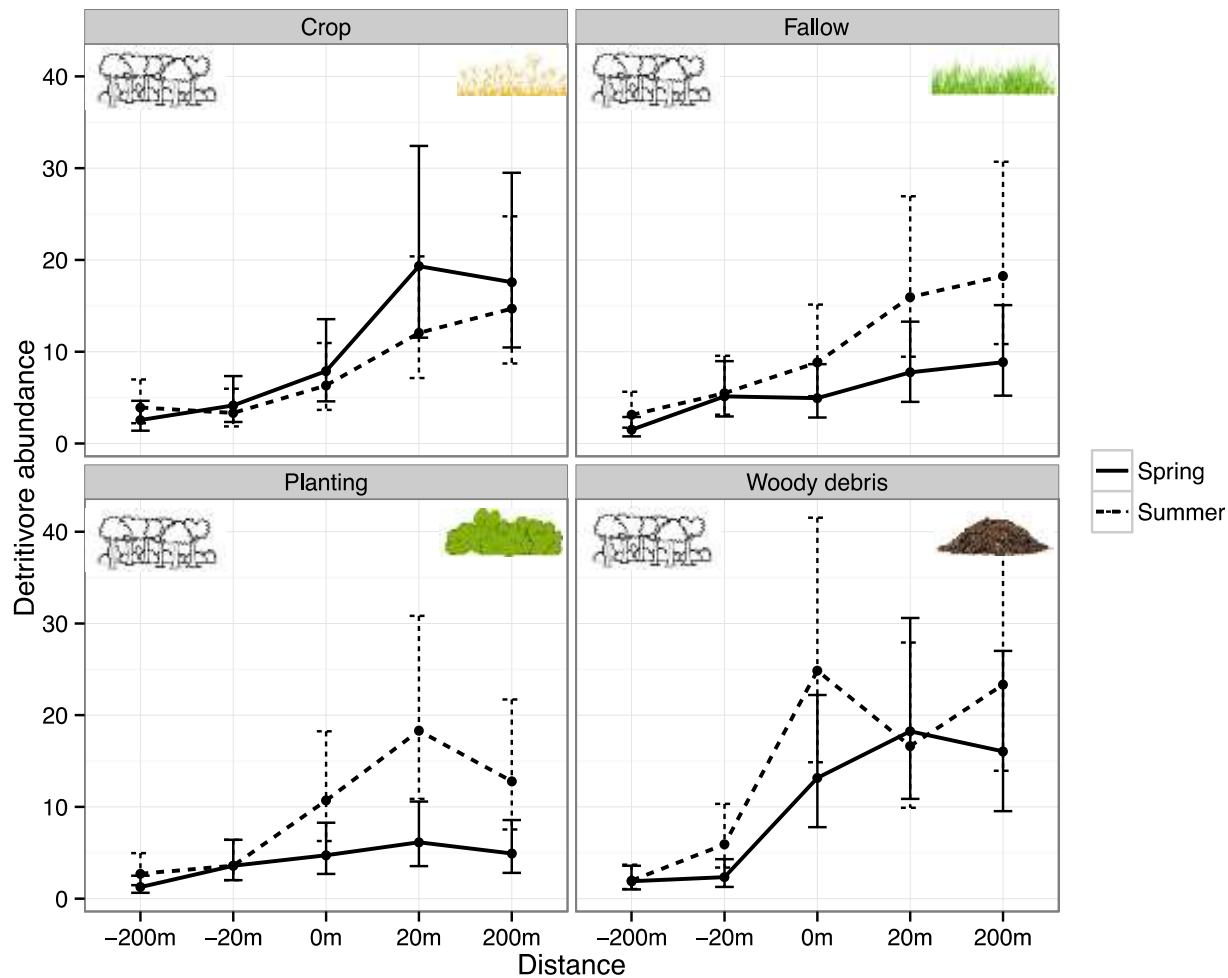 Crop Fallow
40
30
20
10
0
Planting Woody debris
Spring
Summer
40
30
20
10
0
Detritivore abundance
−200m −20m 0m 20m 200m −200m −20m 0m 20m 200m
Distance